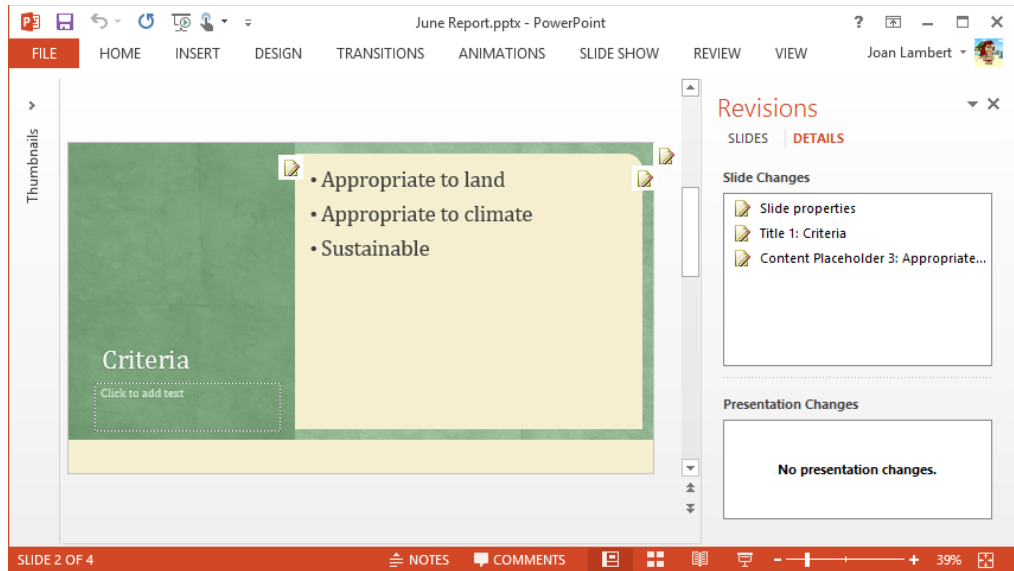 June Report.pptx - PowerPoint
?
FILE HOME INSERT DESIGN TRANSITIONS ANIMATIONS SLIDE SHOW REVIEW VIEW Joan Lambert
Thumbnails
• Appropriate to land
• Appropriate to climate
• Sustainable
Criteria
Click to add text
Revisions
SLIDES DETAILS
Slide Changes
Slide properties
Title 1: Criteria
Content Placeholder 3: Appropriate...
Presentation Changes
No presentation changes.
SLIDE 2 OF 4 NOTES COMMENTS 39%